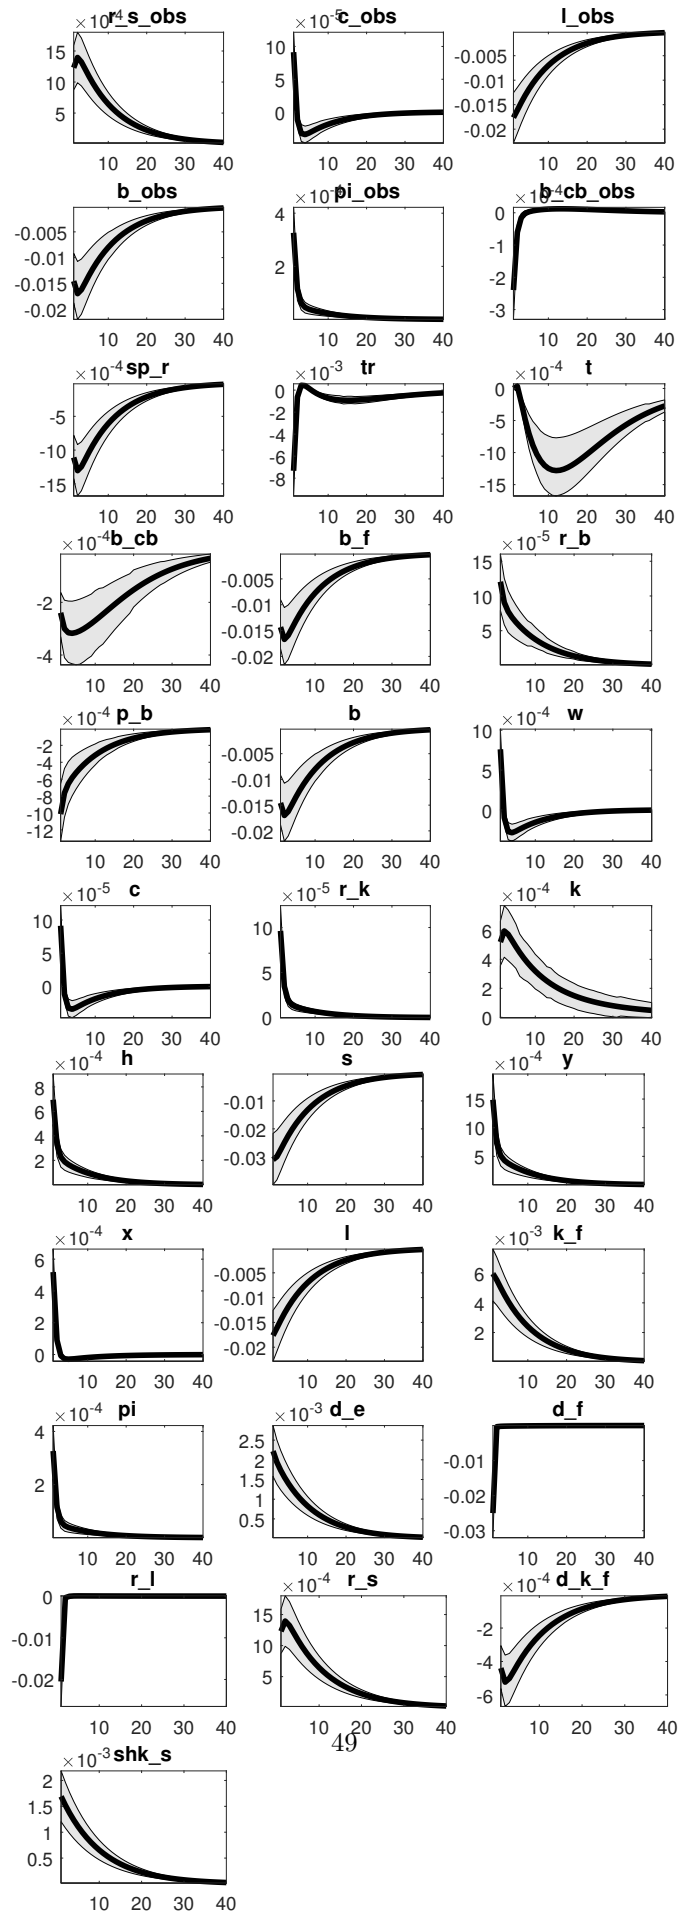 ×10⁻⁴ r_s_obs
15
10
5
10 20 30 40
×10⁻⁵ c_obs
10
5
0
10 20 30 40
l_obs
-0.005
-0.01
-0.015
-0.02
10 20 30 40
b_obs
-0.005
-0.01
-0.015
-0.02
10 20 30 40
×10⁻⁴ pi_obs
4
2
10 20 30 40
×10⁻⁴ b_cb_obs
0
-1
-2
-3
10 20 30 40
×10⁻⁴ sp_r
-5
-10
-15
10 20 30 40
×10⁻³ tr
0
-2
-4
-6
-8
10 20 30 40
×10⁻⁴ t
0
-5
-10
-15
10 20 30 40
×10⁻⁴ b_cb
-2
-4
10 20 30 40
b_f
-0.005
-0.01
-0.015
-0.02
10 20 30 40
×10⁻⁵ r_b
15
10
5
10 20 30 40
×10⁻⁴ p_b
-2
-4
-6
-8
-10
-12
10 20 30 40
b
-0.005
-0.01
-0.015
-0.02
10 20 30 40
×10⁻⁴ w
10
5
0
10 20 30 40
×10⁻⁵ c
10
5
0
10 20 30 40
×10⁻⁵ r_k
10
5
0
10 20 30 40
×10⁻⁴ k
6
4
2
0
10 20 30 40
×10⁻⁴ h
8
6
4
2
10 20 30 40
s
-0.01
-0.02
-0.03
10 20 30 40
×10⁻⁴ y
15
10
5
10 20 30 40
×10⁻⁴ x
6
4
2
0
10 20 30 40
l
-0.005
-0.01
-0.015
-0.02
10 20 30 40
×10⁻³ k_f
6
4
2
10 20 30 40
×10⁻⁴ pi
4
2
10 20 30 40
×10⁻³ d_e
2.5
2
1.5
1
0.5
10 20 30 40
d_f
-0.01
-0.02
-0.03
10 20 30 40
r_l
0
-0.01
-0.02
10 20 30 40
×10⁻⁴ r_s
15
10
5
10 20 30 40
×10⁻⁴ d_k_f
-2
-4
-6
10 20 30 40
49
×10⁻³ shk_s
2
1.5
1
0.5
10 20 30 40